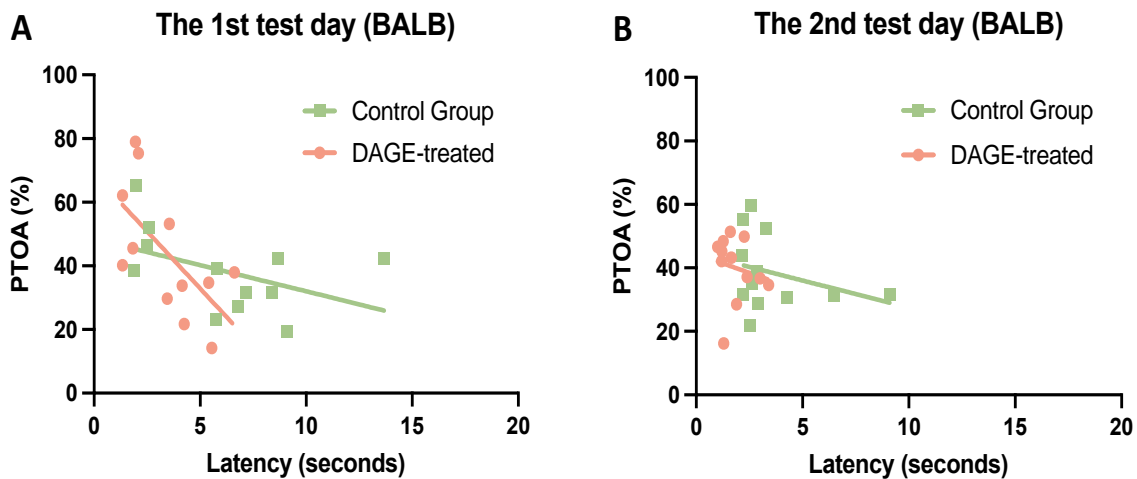 A
The 1st test day (BALB)
PTOA (%)
100
80
60
40
20
0
0
5
10
15
20
Latency (seconds)
Control Group
DAGE-treated
B
The 2nd test day (BALB)
PTOA (%)
100
80
60
40
20
0
0
5
10
15
20
Latency (seconds)
Control Group
DAGE-treated